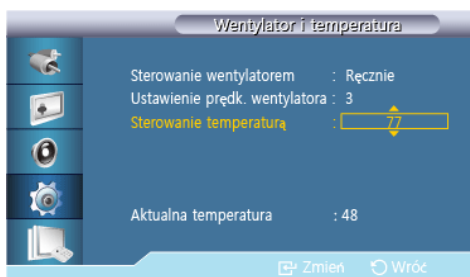 Wentylator i temperatura
Sterowanie wentylatorem : Ręcznie
Ustawienie prędk. wentylatora : 3
Sterowanie temperaturą : 77
Aktualna temperatura : 48
Zmień Wróć